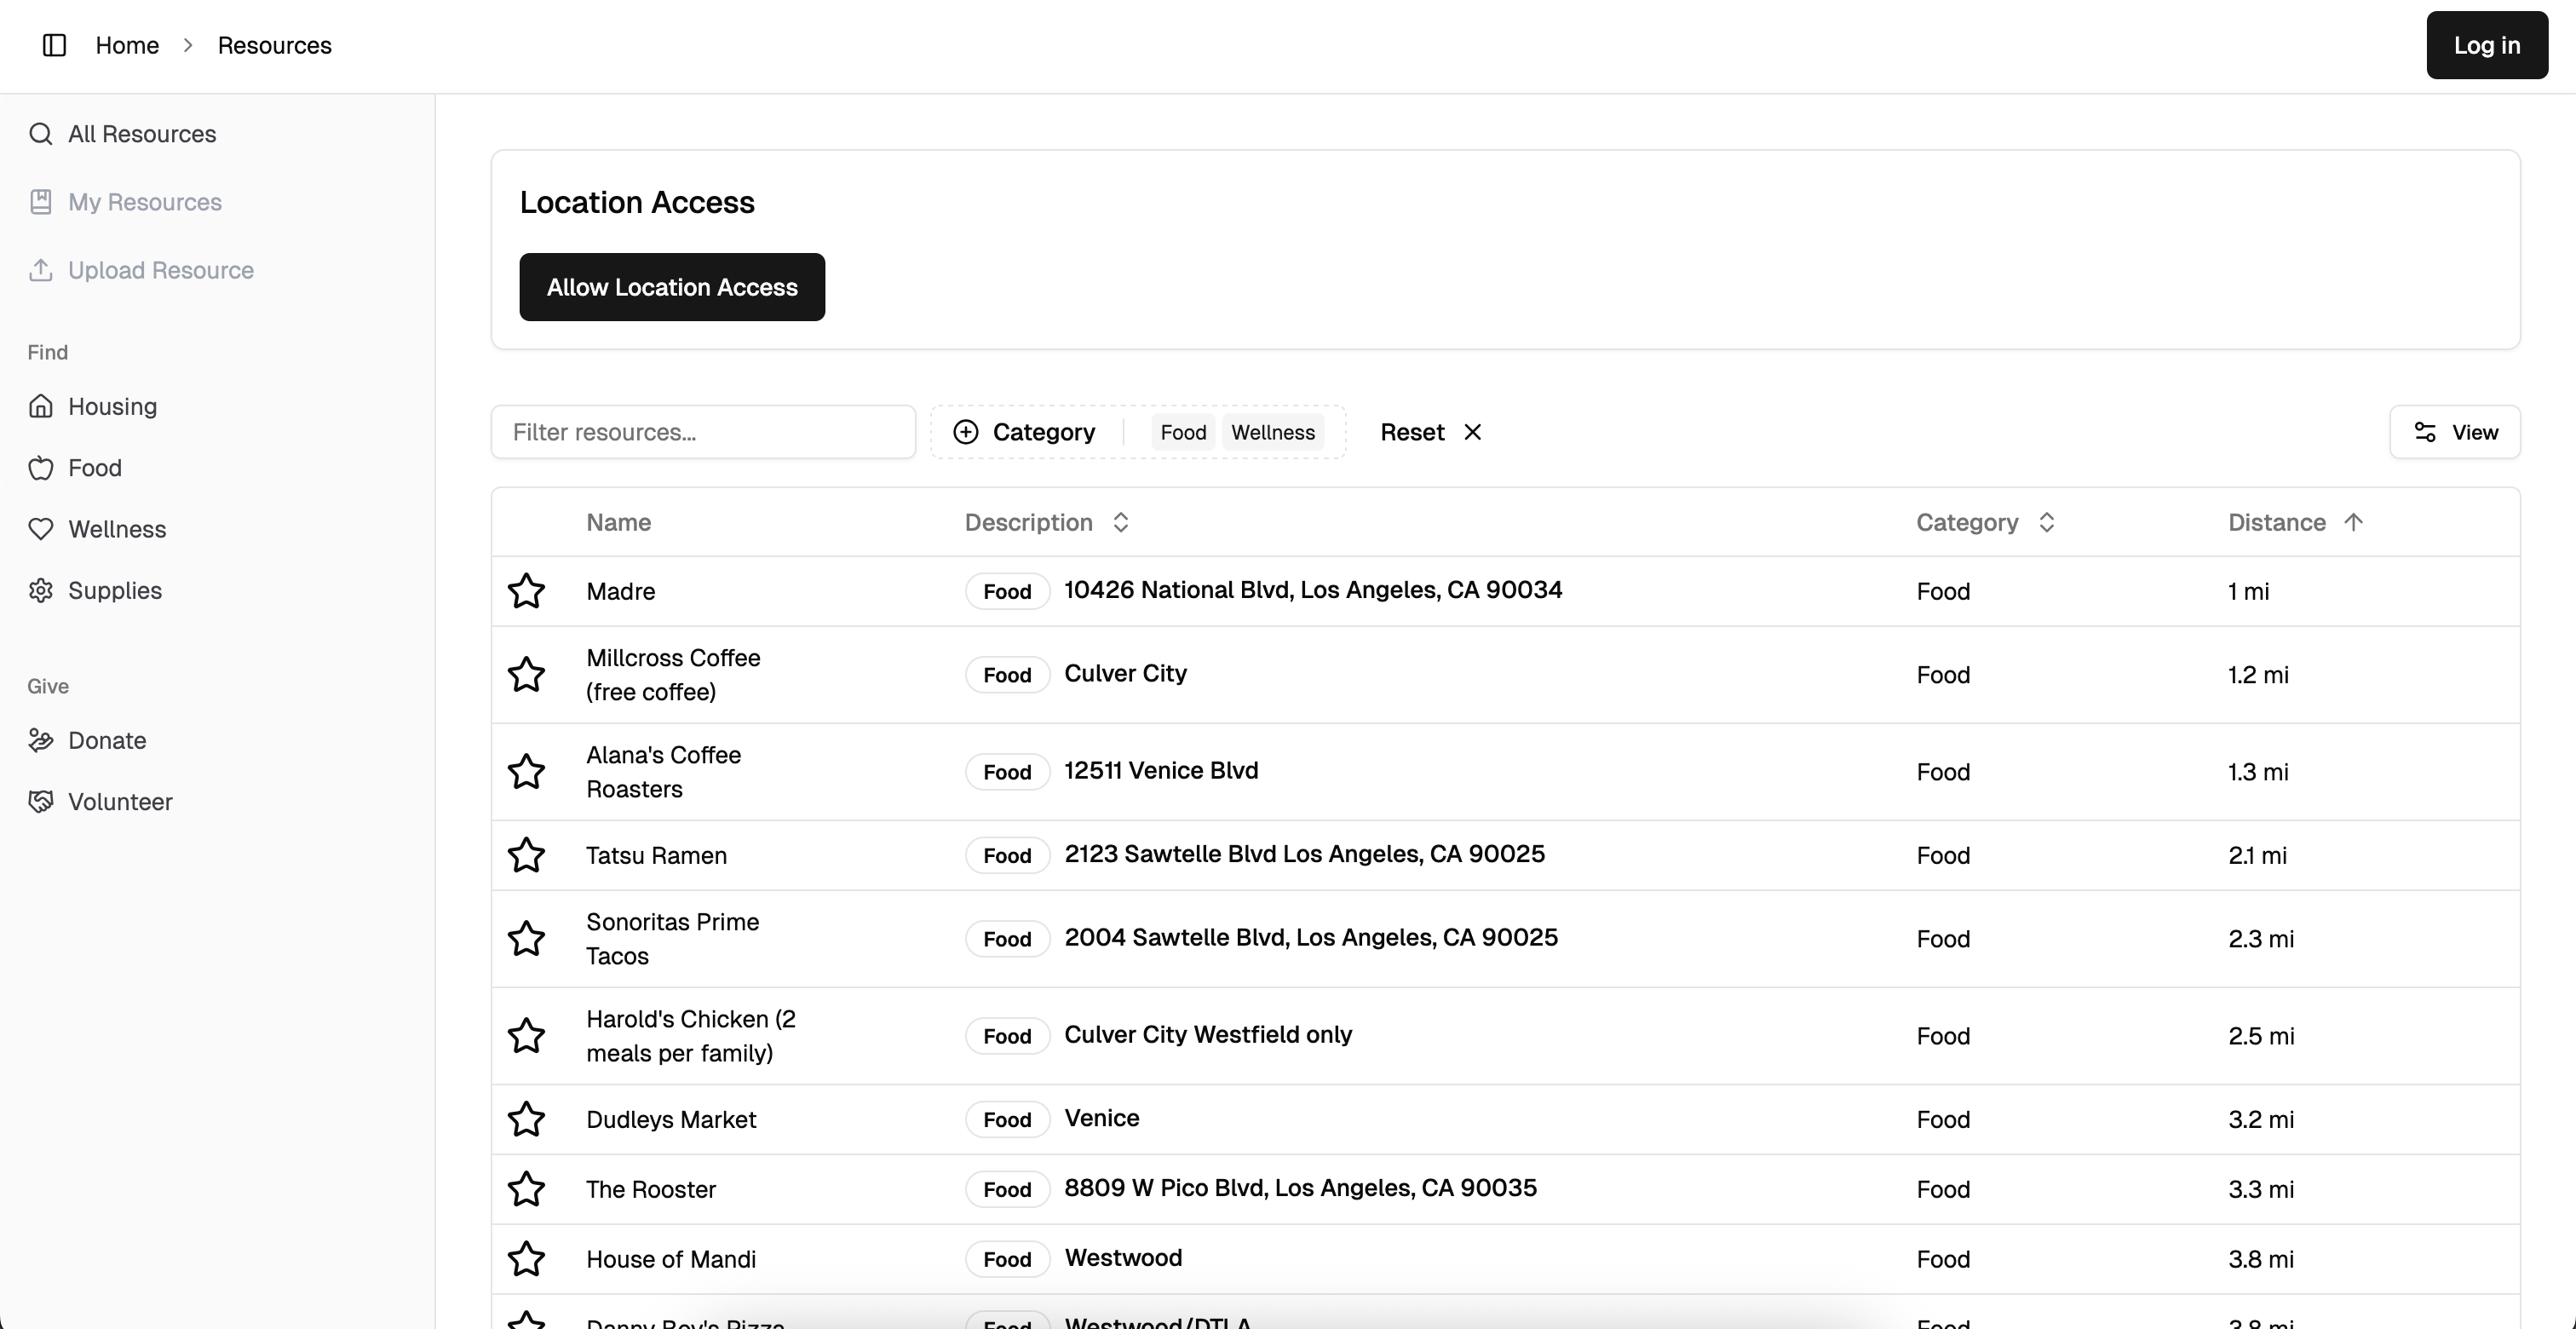 Home > Resources
Log in
All Resources
My Resources
Upload Resource
Find
Housing
Food
Wellness
Supplies
Give
Donate
Volunteer
Location Access
Allow Location Access
Filter resources...
Category Food Wellness
Reset
View
Name Description Category Distance
Madre Food 10426 National Blvd, Los Angeles, CA 90034 Food 1 mi
Millcross Coffee
(free coffee)
Food Culver City Food 1.2 mi
Alana's Coffee
Roasters
Food 12511 Venice Blvd Food 1.3 mi
Tatsu Ramen Food 2123 Sawtelle Blvd Los Angeles, CA 90025 Food 2.1 mi
Sonoritas Prime
Tacos
Food 2004 Sawtelle Blvd, Los Angeles, CA 90025 Food 2.3 mi
Harold's Chicken (2
meals per family)
Food Culver City Westfield only Food 2.5 mi
Dudleys Market Food Venice Food 3.2 mi
The Rooster Food 8809 W Pico Blvd, Los Angeles, CA 90035 Food 3.3 mi
House of Mandi Food Westwood Food 3.8 mi
Danny Boy's Pizza Food Westwood/DTLA Food 3.8 mi